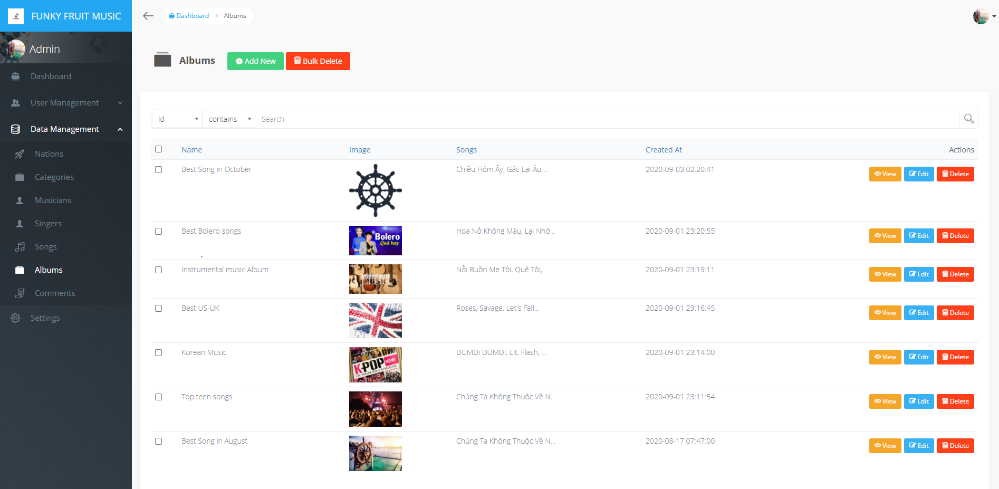 FUNKY FRUIT MUSIC
Dashboard
Albums
Admin
Dashboard
User Management
Data Management
Nations
Categories
Musicians
Singers
Songs
Albums
Comments
Settings
Albums
Add New
Bulk Delete
Id
contains
Search
Name Image Songs Created At Actions
Best Song in October Chiều Hôm Ấy, Gác Lại Âu ... 2020-09-03 02:20:41 View Edit Delete
Best Bolero songs Bolero Quá hay Hoa Nở Không Màu, Lại Nhớ... 2020-09-01 23:20:55 View Edit Delete
Instrumental music Album instrumental MUSIC Nỗi Buồn Mẹ Tôi, Quê Tôi,... 2020-09-01 23:19:11 View Edit Delete
Best US-UK Roses, Savage, Let's Fall... 2020-09-01 23:16:45 View Edit Delete
Korean Music K-POP NOW! THE KOREAN MUSIC REVOLUTION DUMDi DUMDi, Lit, Flash, ... 2020-09-01 23:14:00 View Edit Delete
Top teen songs Chúng Ta Không Thuộc Về N... 2020-09-01 23:11:54 View Edit Delete
Best Song in August Chúng Ta Không Thuộc Về N... 2020-08-17 07:47:00 View Edit Delete